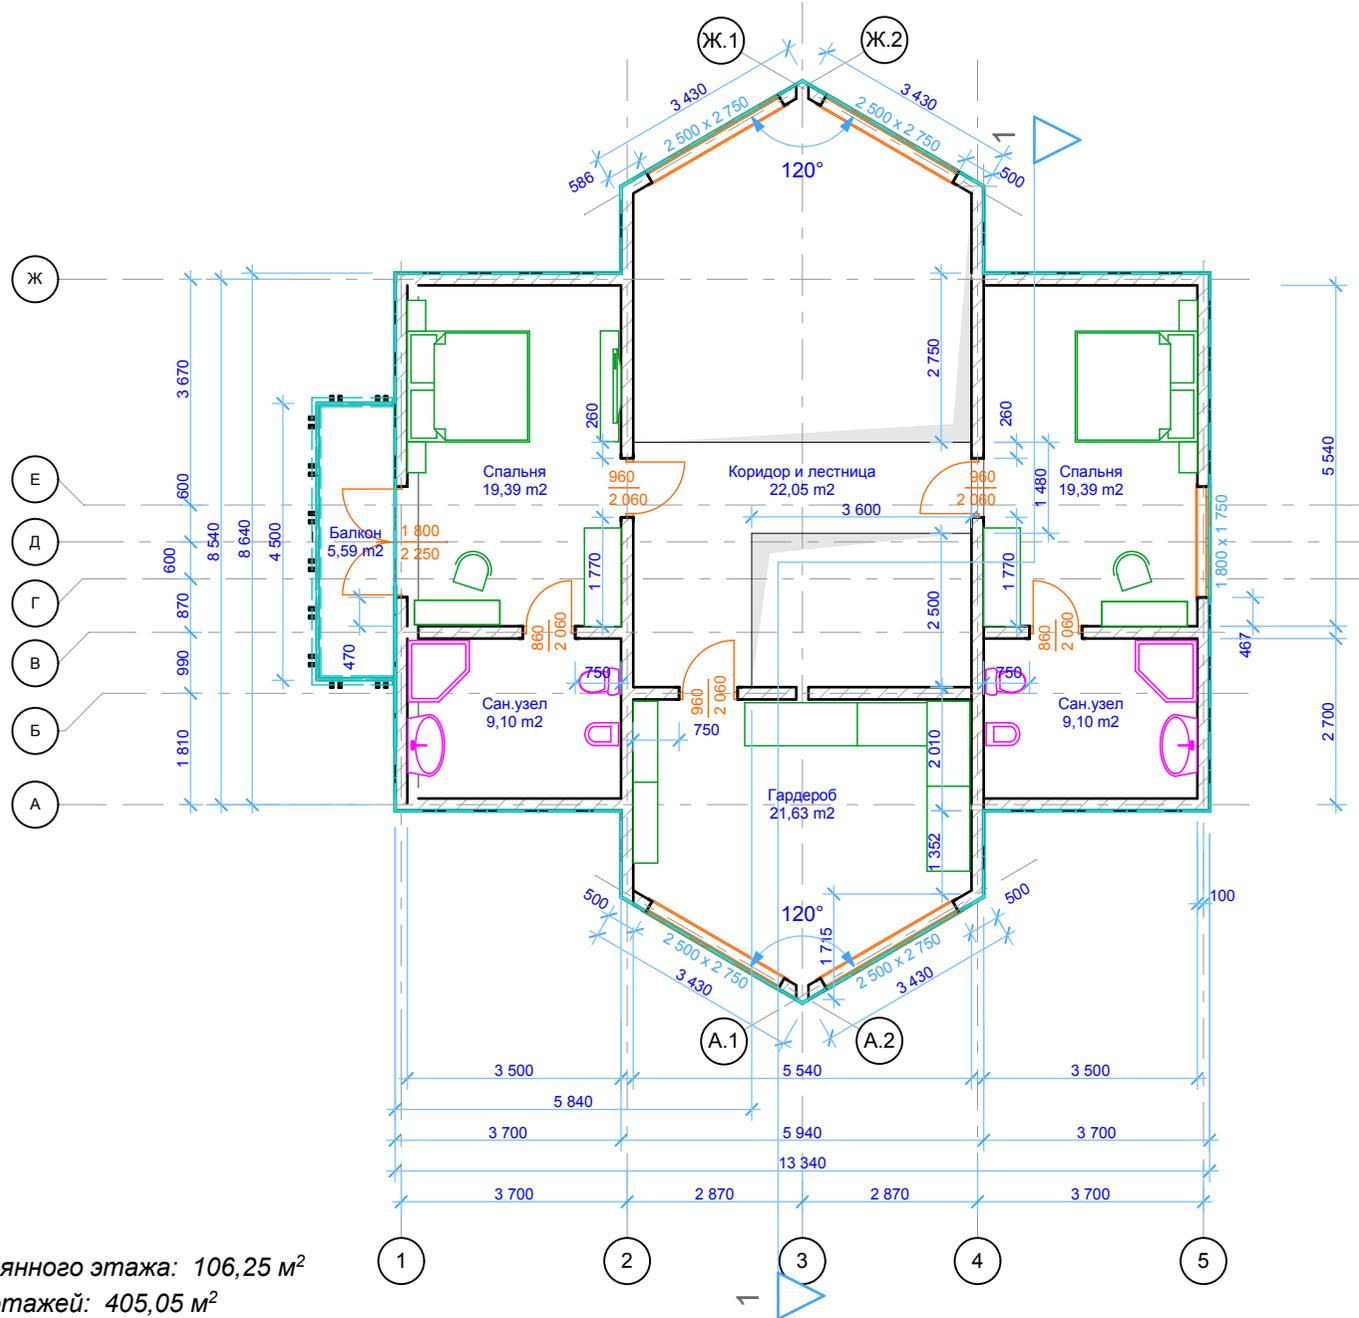 Ж.1
Ж.2
3 430
2 500 x 2 750
586
120°
3 430
2 500 x 2 750
500
1
Ж
Е
Д
Г
В
Б
А
3 670
600
600
870
990
1 810
8 540
8 640
4 500
470
Спальня
19,39 m2
260
960
2 060
Коридор и лестница
22,05 m2
2 750
3 600
960
2 060
260
1 480
Спальня
19,39 m2
5 540
Балкон
5,59 m2
1 800
2 250
1 770
1 770
2 500
1 800 x 1 750
860
2 060
860
2 060
467
750
750
Сан.узел
9,10 m2
960
2 060
750
Сан.узел
9,10 m2
2 700
2 010
Гардероб
21,63 m2
1 352
500
120°
500
100
1 715
2 500 x 2 750
3 430
2 500 x 2 750
3 430
А.1
А.2
3 500
5 540
3 500
5 840
3 700
5 940
3 700
13 340
3 700
2 870
2 870
3 700
1
2
3
4
5
янного этажа: 106,25 м²
этажей: 405,05 м²
1